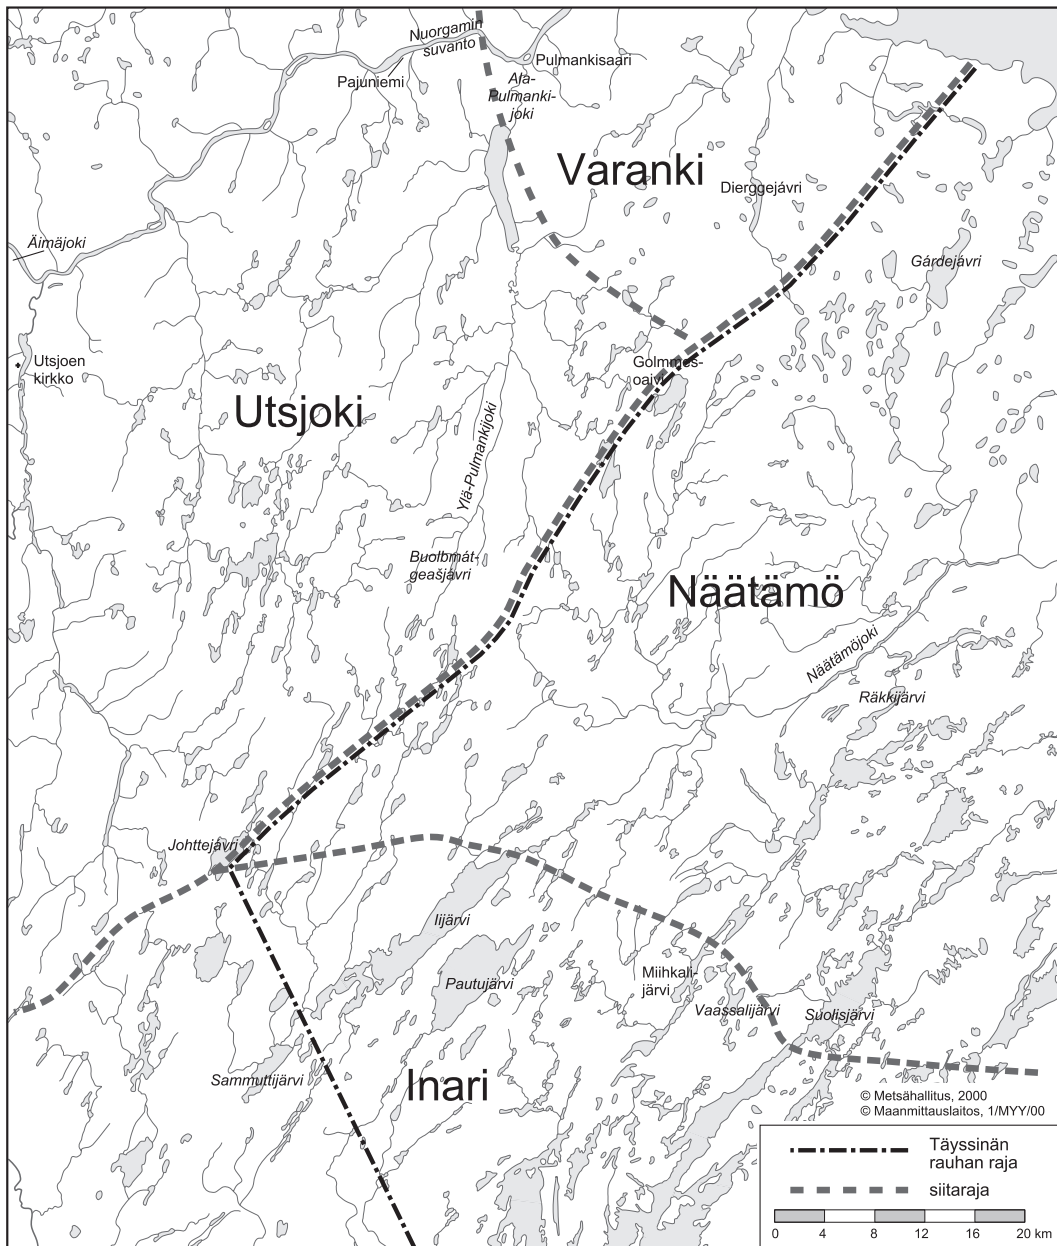 Nuorgamin
suvanto
Pulmankisaari
Pajuniemi
Ala-
Pulmanki-
joki
Varanki
Dierggejávri
Äimäjoki
Gárdejávri
Utsjoen
kirkko
Golmmes-
oaivi
Utsjoki
Ylä-Pulmankijoki
Buolbmát-
geašjávri
Näätämö
Näätämöjoki
Räkkijärvi
Johttejávri
Iijärvi
Pautujärvi
Miihkali-
järvi
Vaassalijärvi
Suolisjärvi
Sammuttijärvi
Inari
© Metsähallitus, 2000
© Maanmittauslaitos, 1/MYY/00
Täyssinän
rauhan raja
siitaraja
0 4 8 12 16 20 km